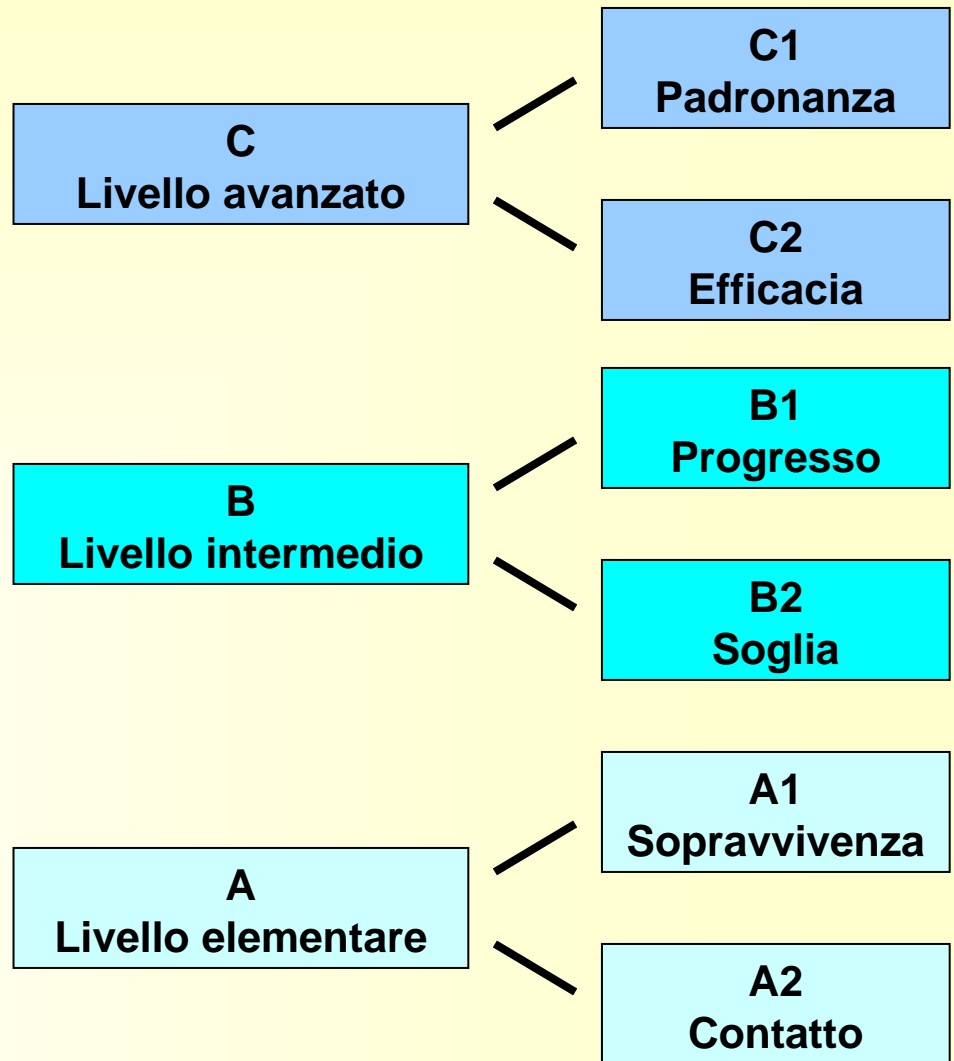 C1
Padronanza
C
Livello avanzato
C2
Efficacia
B1
Progresso
B
Livello intermedio
B2
Soglia
A1
Sopravvivenza
A
Livello elementare
A2
Contatto